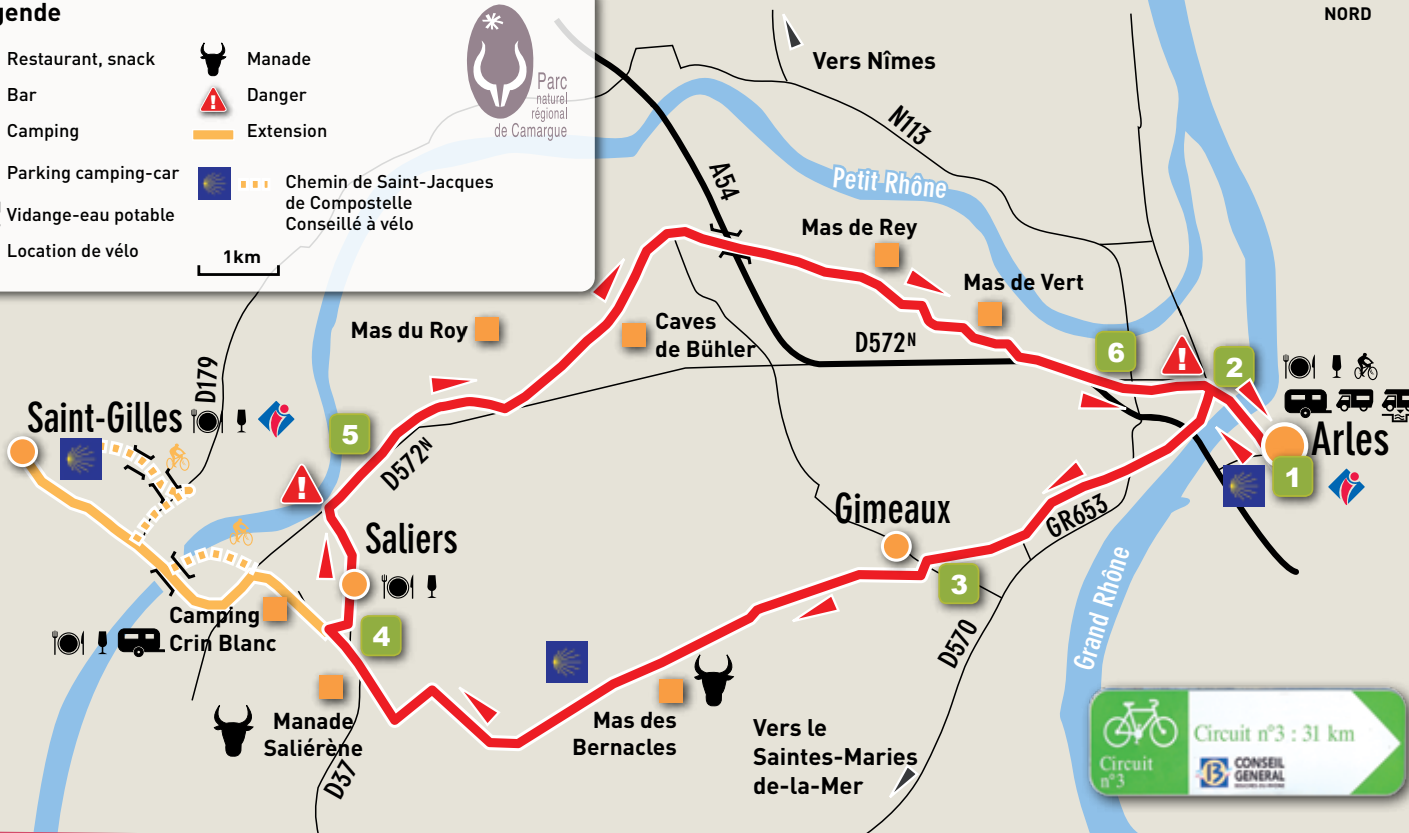 gende
Restaurant, snack
Bar
Camping
Parking camping-car
Vidange-eau potable
Location de vélo
Manade
Danger
Extension
Chemin de Saint-Jacques
de Compostelle
Conseillé à vélo
1km
Parc
naturel
régional
de Camargue
NORD
Vers Nîmes
N113
A54
Petit Rhône
Mas de Rey
Mas de Vert
Mas du Roy
Caves
de Bühler
D572N
D179
6
2
Saint-Gilles
5
D572N
Arles
1
Gimeaux
GR653
Saliers
3
Camping
Crin Blanc
4
D570
Grand Rhône
Manade
Saliérène
Mas des
Bernacles
Vers le
Saintes-Maries
de-la-Mer
D37
Circuit
n°3
Circuit n°3 : 31 km
CONSEIL
GENERAL
BOUCHES DU RHONE